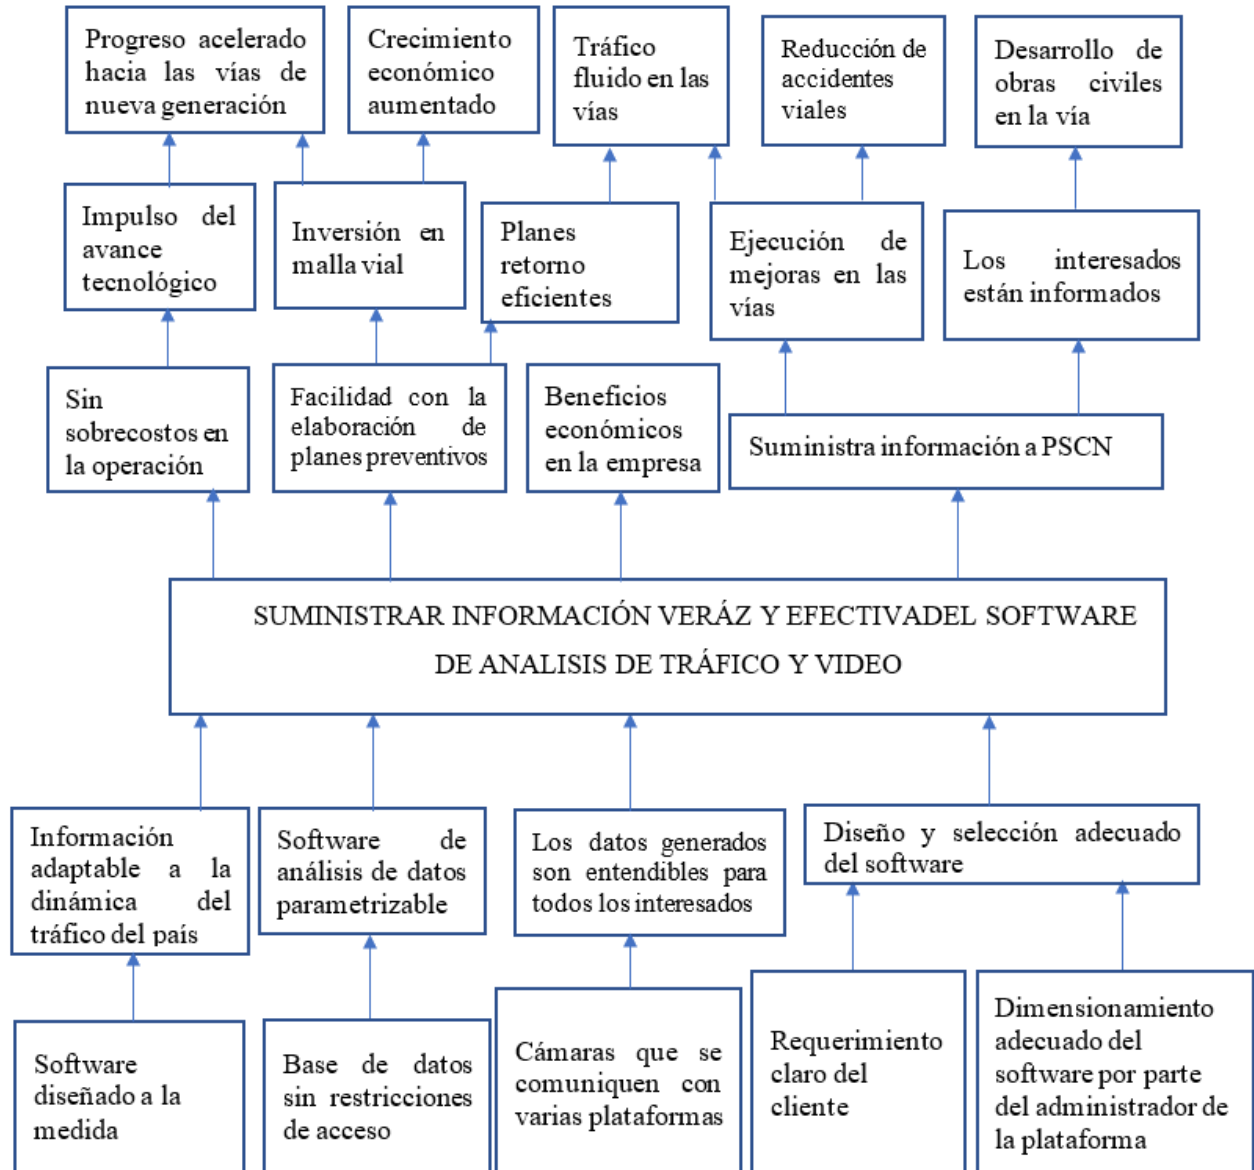 Progreso acelerado
hacia las vías de
nueva generación
Crecimiento
económico
aumentado
Tráfico
fluido en las
vías
Reducción de
accidentes
viales
Desarrollo de
obras civiles
en la vía
Impulso del
avance
tecnológico
Inversión en
malla vial
Planes
retorno
eficientes
Ejecución de
mejoras en las
vías
Los interesados
están informados
Sin
sobrecostos en
la operación
Facilidad con la
elaboración de
planes preventivos
Beneficios
económicos
en la empresa
Suministra información a PSCN
SUMINISTRAR INFORMACIÓN VERÁZ Y EFECTIVADEL SOFTWARE
DE ANALISIS DE TRÁFICO Y VIDEO
Información
adaptable a la
dinámica del
tráfico del país
Software de
análisis de datos
parametrizable
Los datos generados
son entendibles para
todos los interesados
Diseño y selección adecuado
del software
Software
diseñado a la
medida
Base de datos
sin restricciones
de acceso
Cámaras que se
comuniquen con
varias plataformas
Requerimiento
claro del
cliente
Dimensionamiento
adecuado del
software por parte
del administrador de
la plataforma